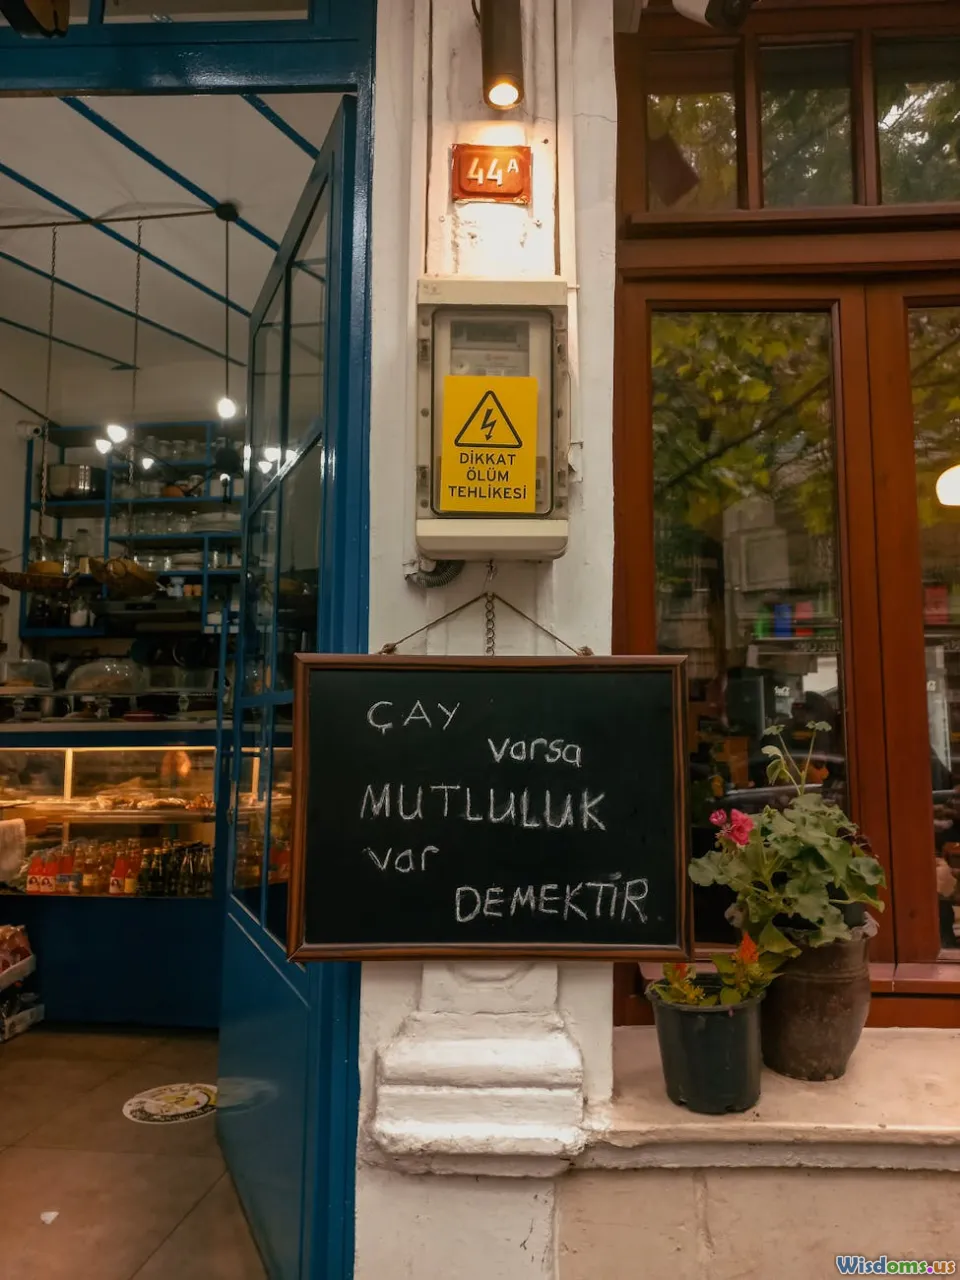 44A
DİKKAT
ÖLÜM
TEHLİKESİ
ÇAY
varsa
MUTLULUK
var
DEMEKTİR.
Wisdoms.us